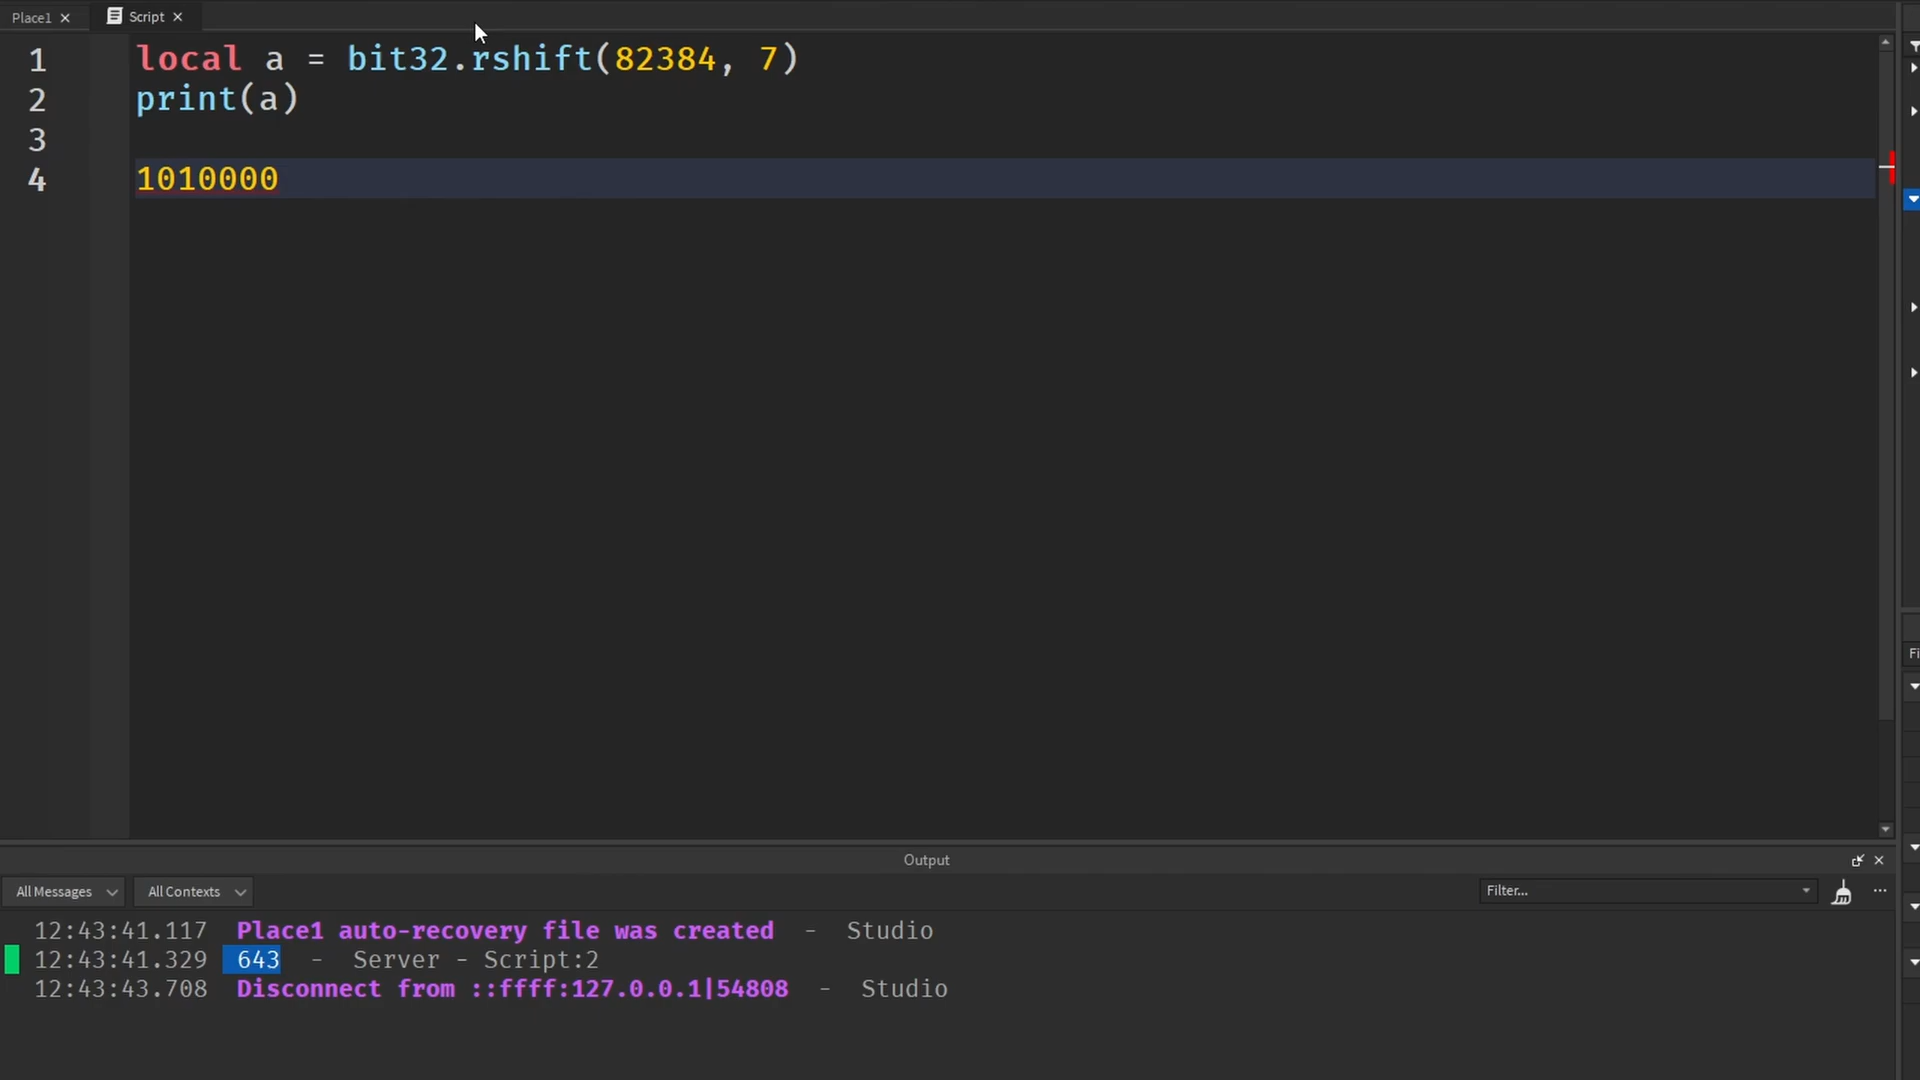 Place1
Script
1 local a = bit32.rshift(82384, 7)
2 print(a)
3
4 1010000
Output
All Messages All Contexts Filter...
12:43:41.117 Place1 auto-recovery file was created - Studio
12:43:41.329 643 - Server - Script:2
12:43:43.708 Disconnect from ::ffff:127.0.0.1|54808 - Studio